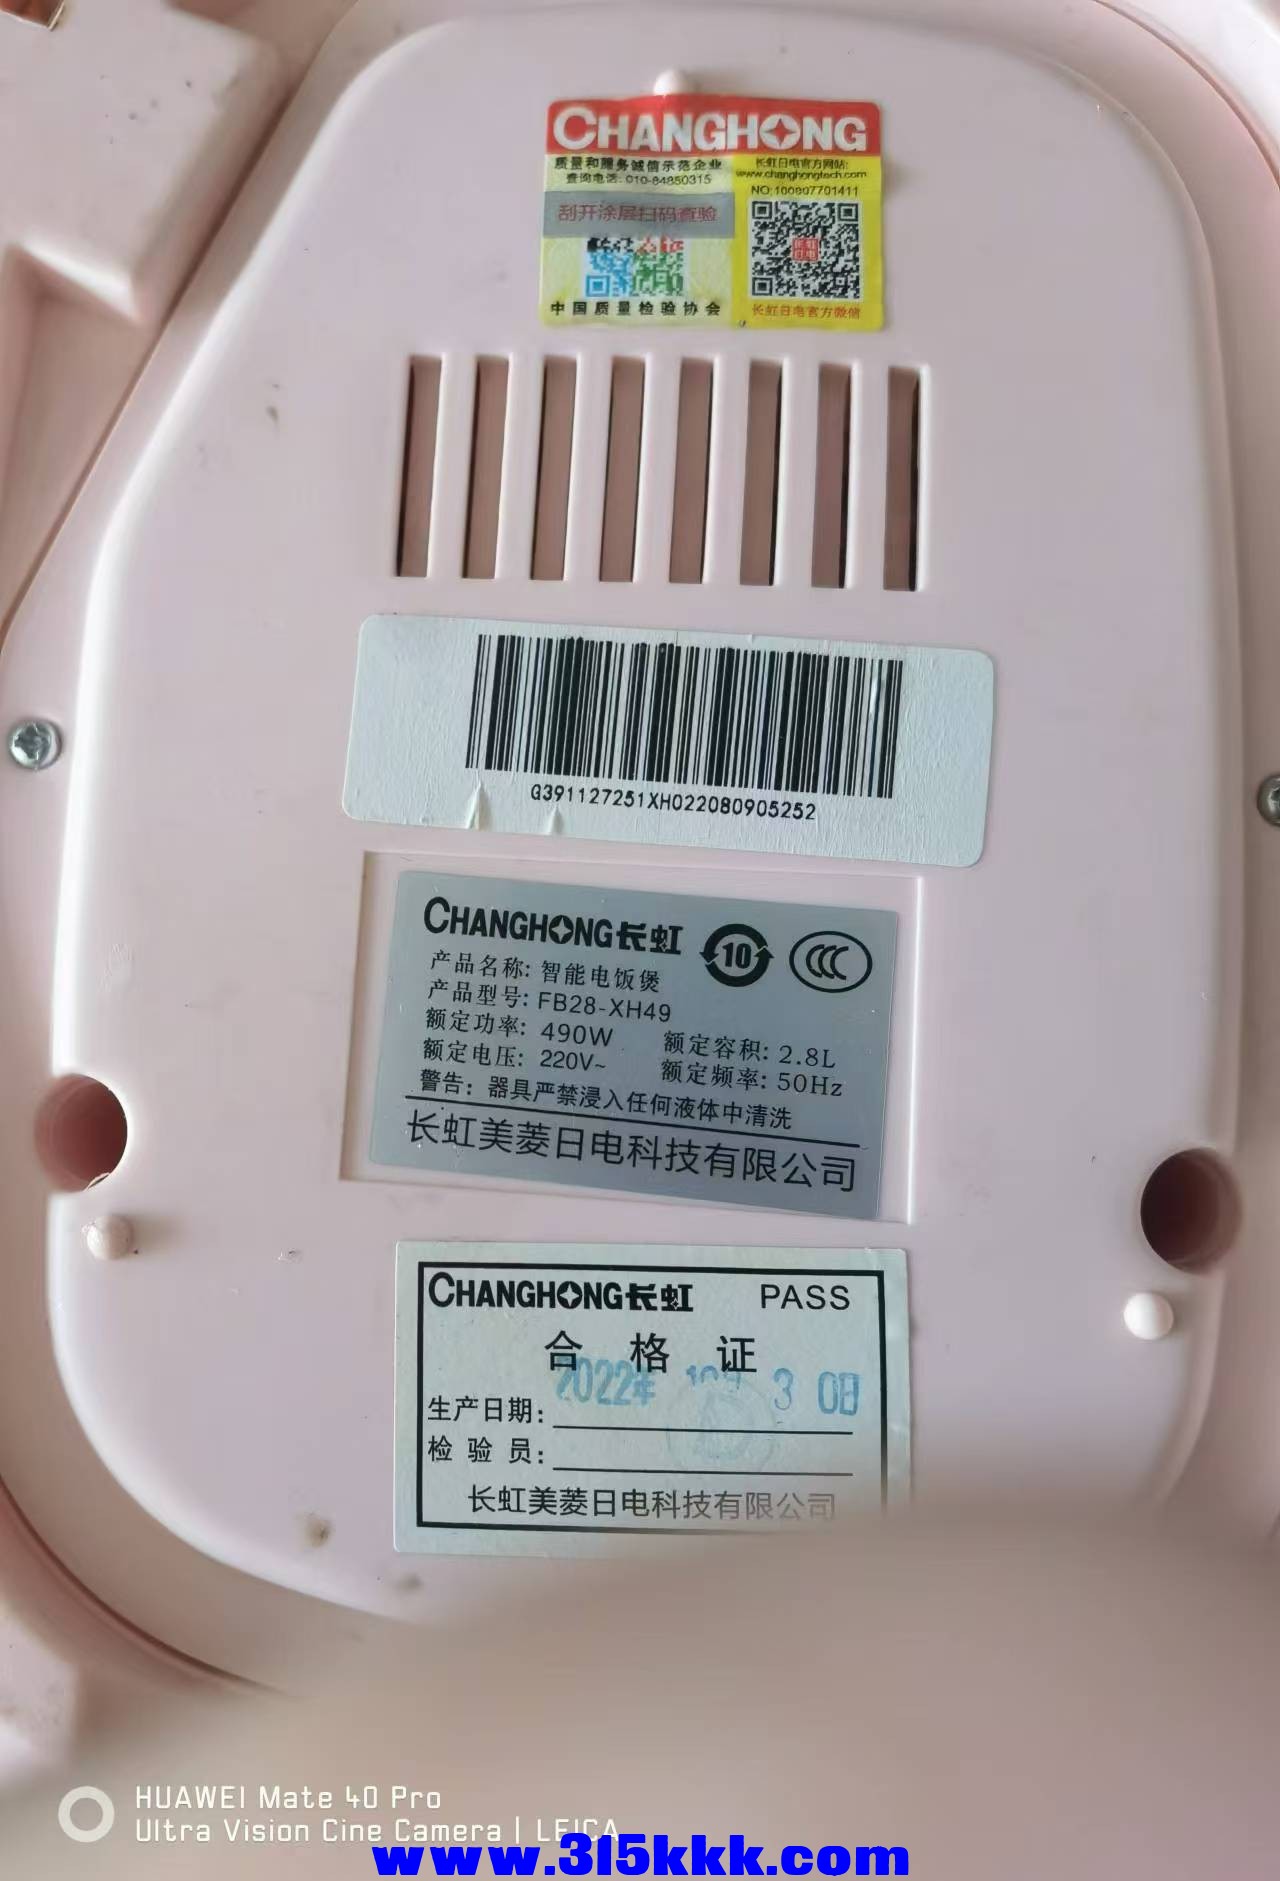 CHANGHONG
质量和服务诚信示范企业
查询电话: 010-84850315
刮开涂层扫码查验
中国质量检验协会
长虹日电官方网站:
www.changhongtech.com
NO:100807701411
长虹日电
长虹日电官方微信
G391127251XH022080905252
CHANGHONG长虹 10 CCC
产品名称: 智能电饭煲
产品型号: FB28-XH49
额定功率: 490W 额定容积: 2.8L
额定电压: 220V~ 额定频率: 50Hz
警告: 器具严禁浸入任何液体中清洗
长虹美菱日电科技有限公司
CHANGHONG长虹 PASS
合格证
2022年 3 0日
生产日期:
检验员:
长虹美菱日电科技有限公司
HUAWEI Mate 40 Pro
Ultra Vision Cine Camera | LEICA
www.315kkk.com